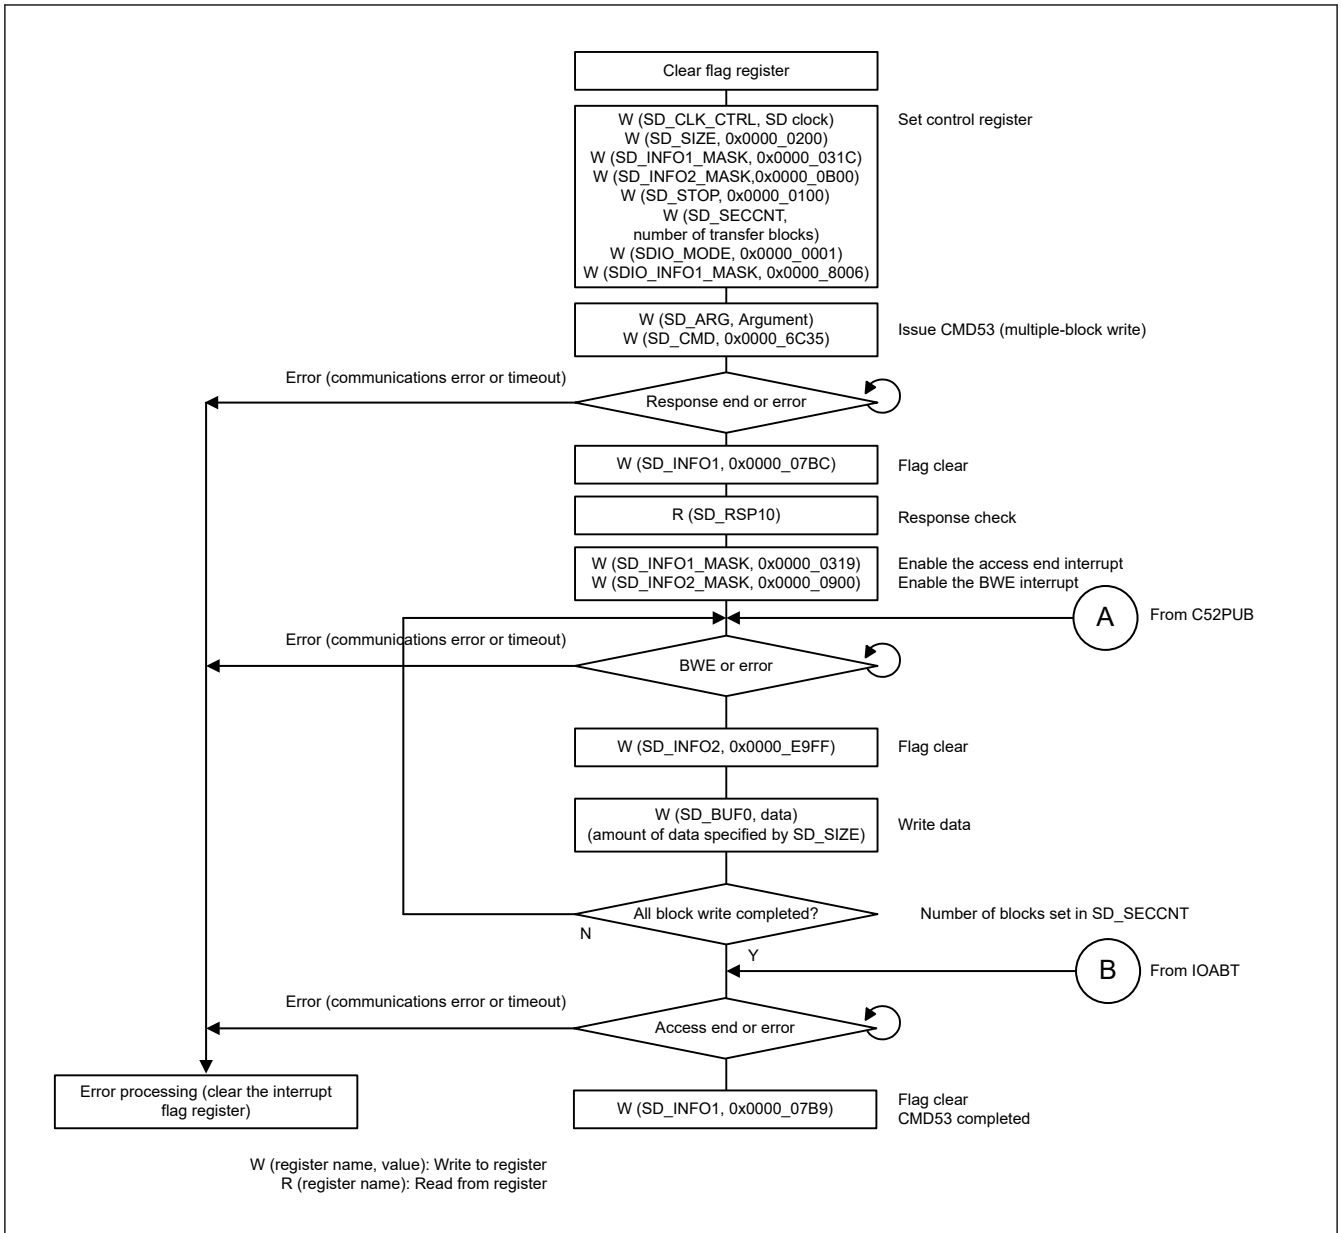 Clear flag register
W (SD_CLK_CTRL, SD clock)
W (SD_SIZE, 0x0000_0200)
W (SD_INFO1_MASK, 0x0000_031C)
W (SD_INFO2_MASK,0x0000_0B00)
W (SD_STOP, 0x0000_0100)
W (SD_SECCNT,
number of transfer blocks)
W (SDIO_MODE, 0x0000_0001)
W (SDIO_INFO1_MASK, 0x0000_8006)
Set control register
W (SD_ARG, Argument)
W (SD_CMD, 0x0000_6C35)
Issue CMD53 (multiple-block write)
Error (communications error or timeout)
Response end or error
W (SD_INFO1, 0x0000_07BC)
Flag clear
R (SD_RSP10)
Response check
W (SD_INFO1_MASK, 0x0000_0319)
W (SD_INFO2_MASK, 0x0000_0900)
Enable the access end interrupt
Enable the BWE interrupt
A
From C52PUB
Error (communications error or timeout)
BWE or error
W (SD_INFO2, 0x0000_E9FF)
Flag clear
W (SD_BUF0, data)
(amount of data specified by SD_SIZE)
Write data
All block write completed?
Number of blocks set in SD_SECCNT
N
Y
B
From IOABT
Error (communications error or timeout)
Access end or error
Error processing (clear the interrupt
flag register)
W (SD_INFO1, 0x0000_07B9)
Flag clear
CMD53 completed
W (register name, value): Write to register
R (register name): Read from register